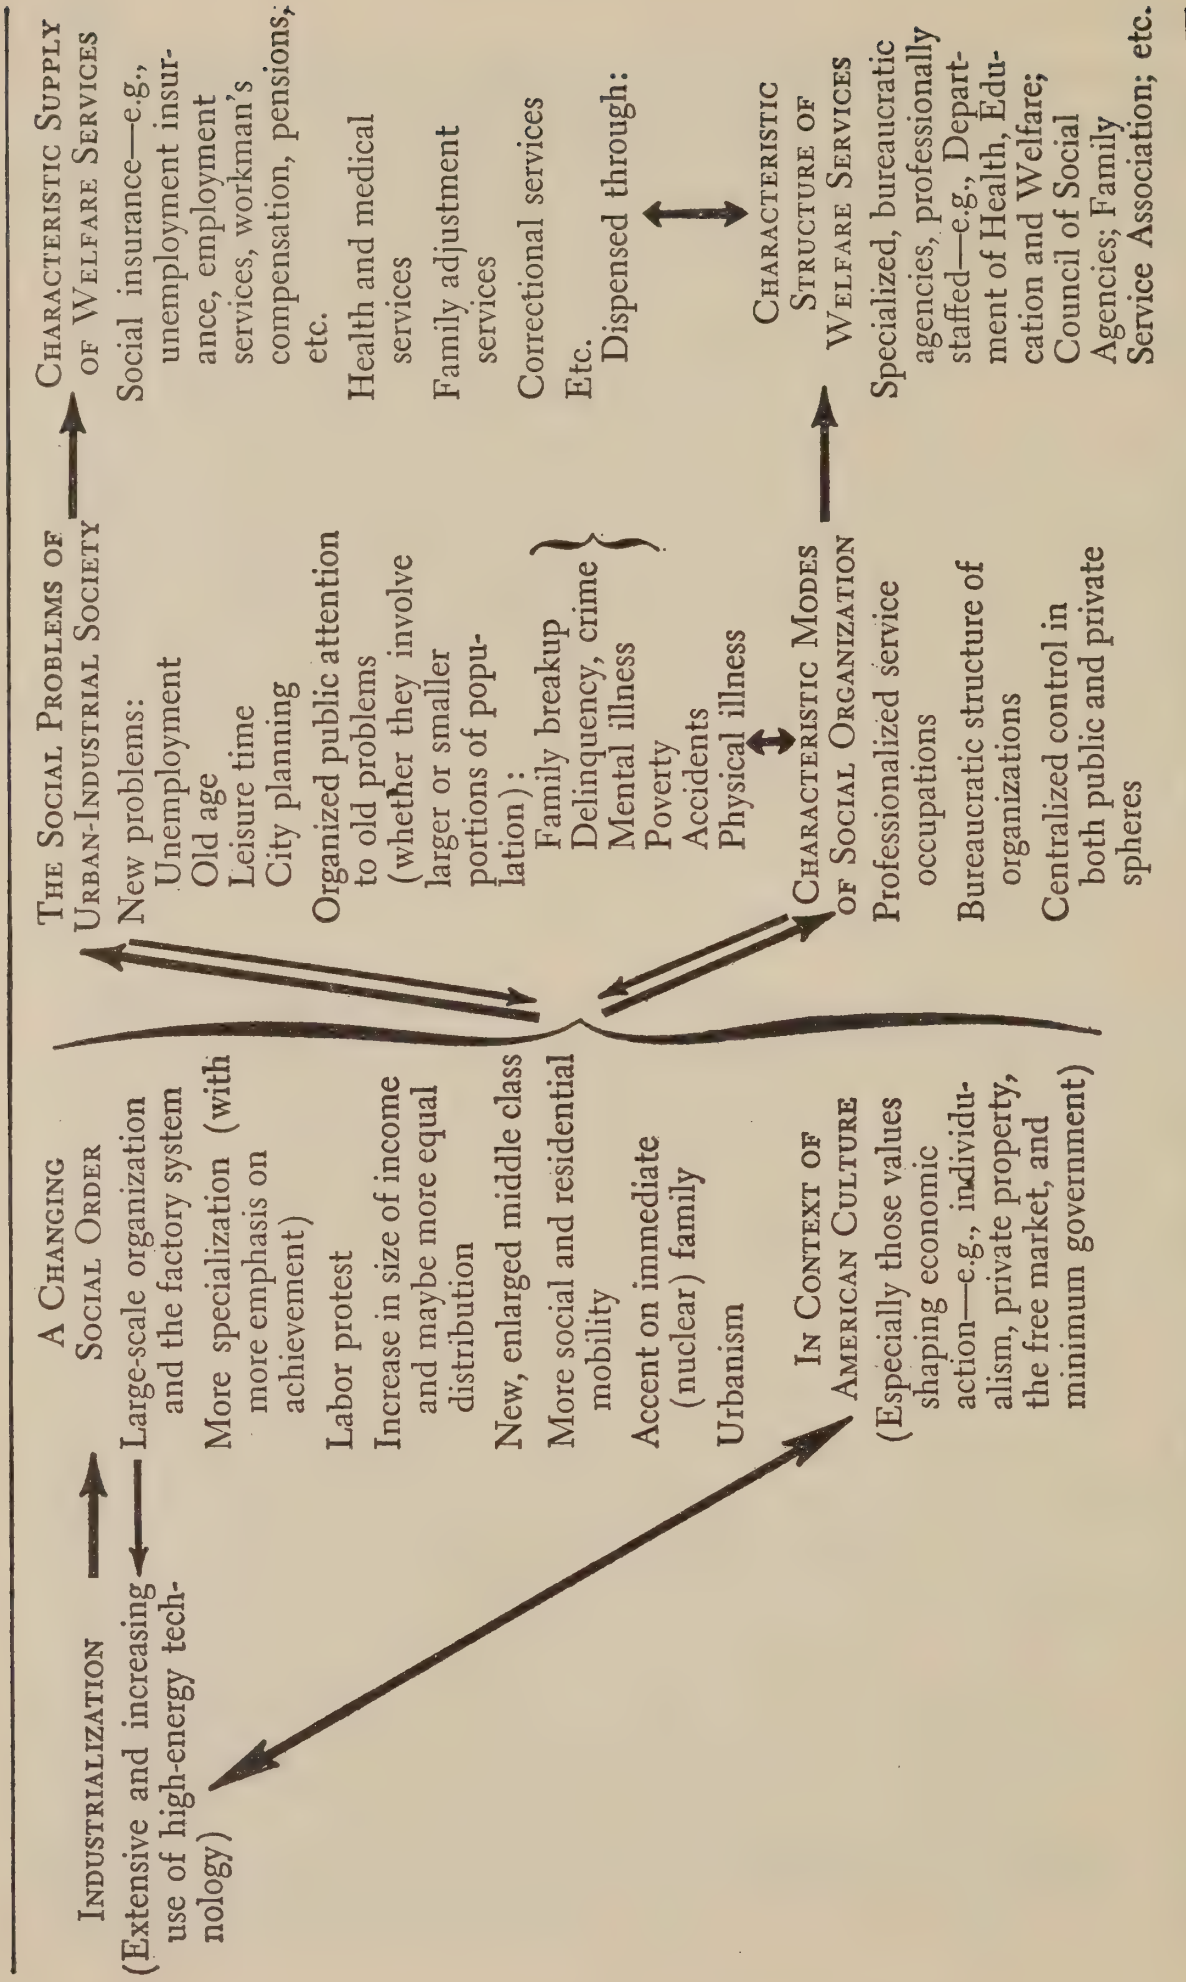 INDUSTRIALIZATION
(Extensive and increasing
use of high-energy tech-
nology)
A CHANGING
SOCIAL ORDER
Large-scale organization
and the factory system
More specialization (with
more emphasis on
achievement)
Labor protest
Increase in size of income
and maybe more equal
distribution
New, enlarged middle class
More social and residential
mobility
Accent on immediate
(nuclear) family
Urbanism
IN CONTEXT OF
AMERICAN CULTURE
(Especially those values
shaping economic
action—e.g., individu-
alism, private property,
the free market, and
minimum government)
THE SOCIAL PROBLEMS OF
URBAN-INDUSTRIAL SOCIETY
New problems:
Unemployment
Old age
Leisure time
City planning
Organized public attention
to old problems
(whether they involve
larger or smaller
portions of popu-
lation):
Family breakup
Delinquency, crime
Mental illness
Poverty
Accidents
Physical illness
CHARACTERISTIC MODES
OF SOCIAL ORGANIZATION
Professionalized service
occupations
Bureaucratic structure of
organizations
Centralized control in
both public and private
spheres
CHARACTERISTIC SUPPLY
OF WELFARE SERVICES
Social insurance—e.g.,
unemployment insur-
ance, employment
services, workman's
compensation, pensions,
etc.
Health and medical
services
Family adjustment
services
Correctional services
Etc.
Dispensed through:
CHARACTERISTIC
STRUCTURE OF
WELFARE SERVICES
Specialized, bureaucratic
agencies, professionally
staffed—e.g., Depart-
ment of Health, Edu-
cation and Welfare;
Council of Social
Agencies; Family
Service Association; etc.